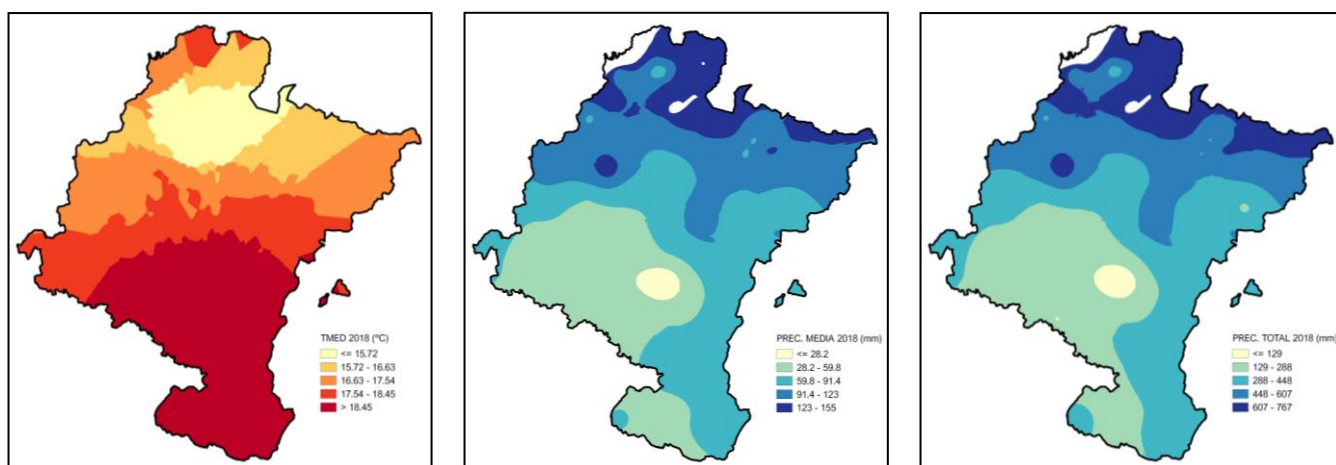 TMED 2018 (ºC)
<= 15.72
15.72 - 16.63
16.63 - 17.54
17.54 - 18.45
> 18.45
PREC. MEDIA 2018 (mm)
<= 28.2
28.2 - 59.8
59.8 - 91.4
91.4 - 123
123 - 155
PREC. TOTAL 2018 (mm)
<= 129
129 - 288
288 - 448
448 - 607
607 - 767